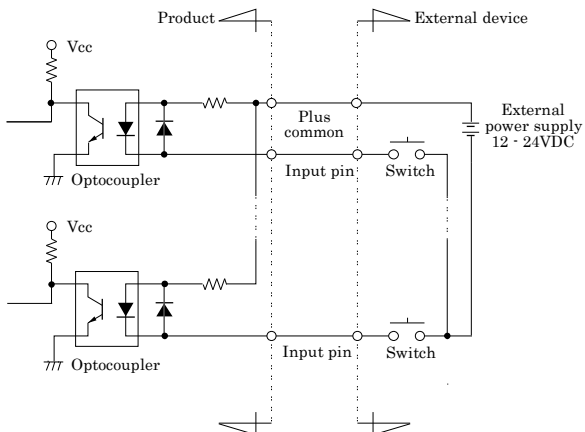 Product
External device
Vcc
Plus
common
External
power supply
12 - 24VDC
Input pin
Switch
Optocoupler
Vcc
Input pin
Switch
Optocoupler